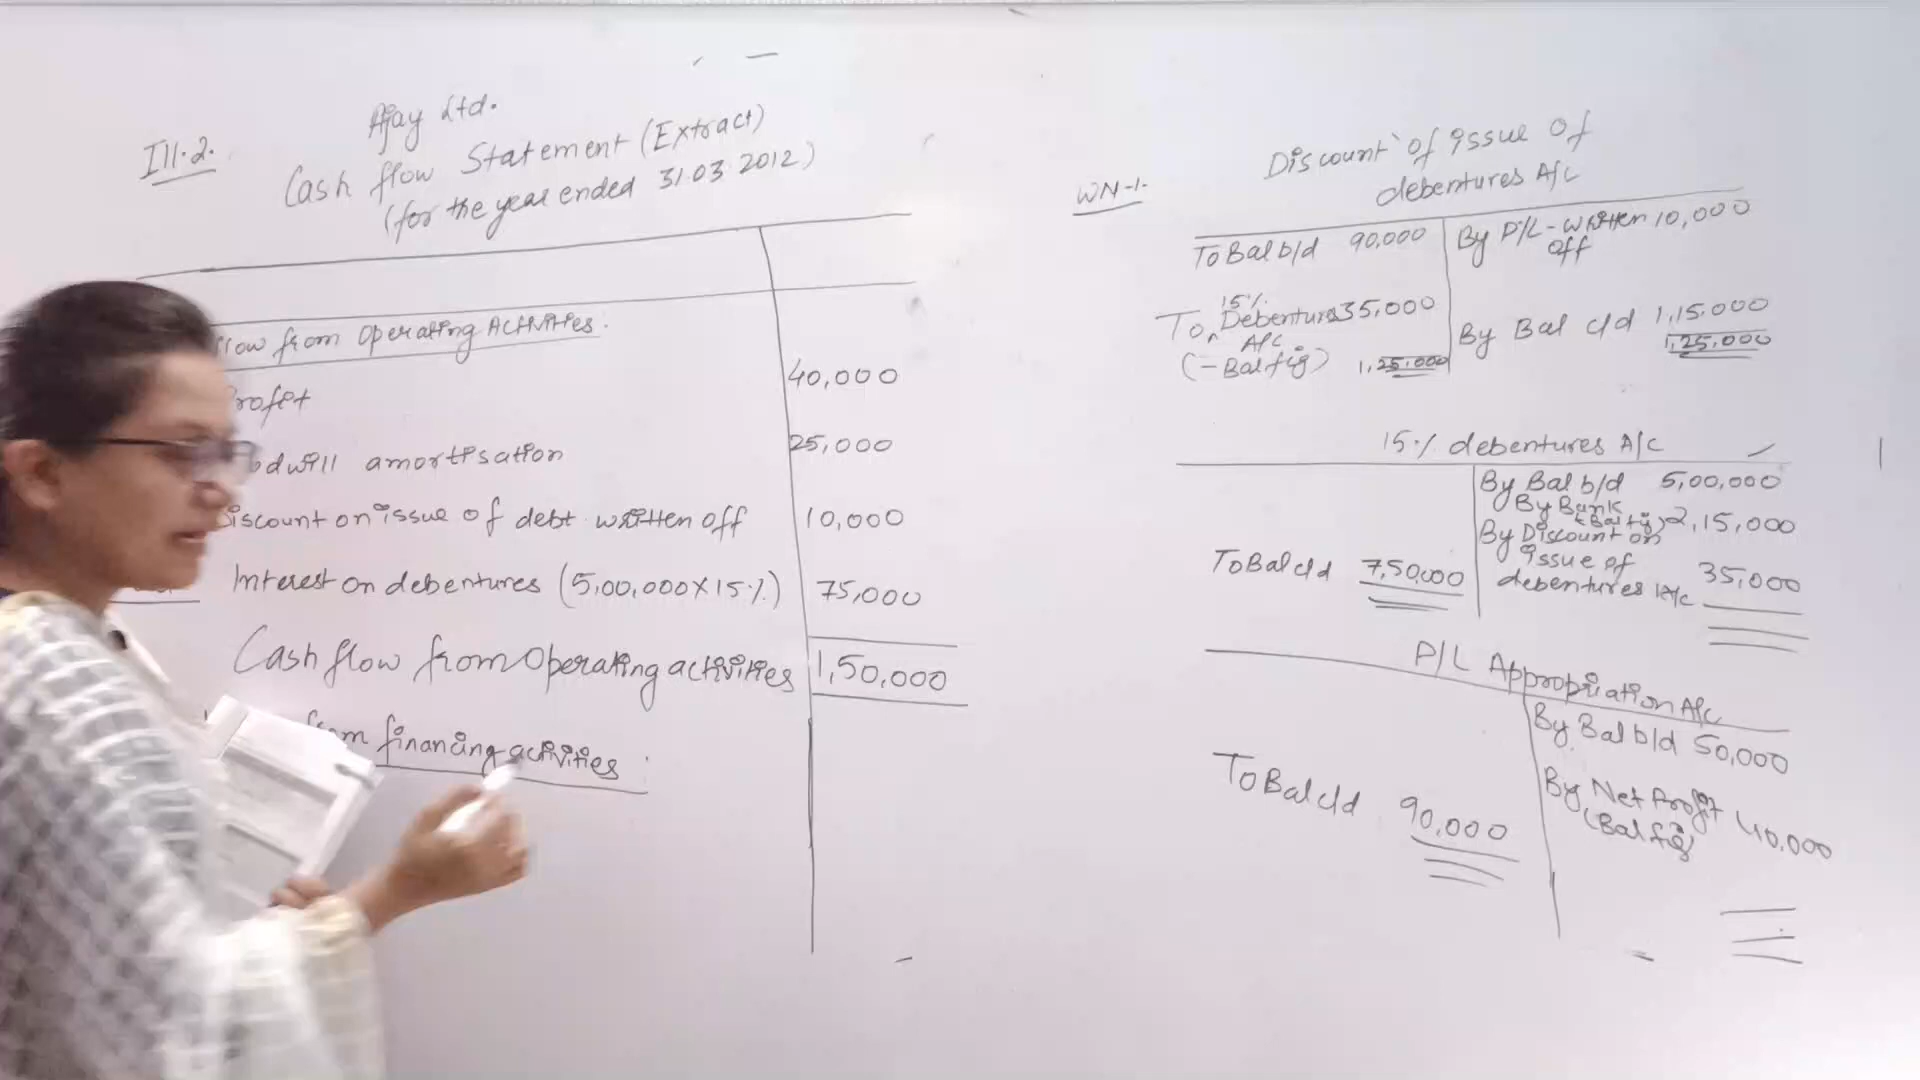 Ill.2.
Ajay Ltd.
Cash flow Statement (Extract)
(for the year ended 31.03.2012)
flow from Operating Activities.
Profit 40,000
dwill amortisation 25,000
Discount on issue of debt written off 10,000
Interest on debentures (5,00,000X15%) 75,000
Cash flow from Operating activities 1,50,000
from financing activities :
WN-1.
Discount of issue of
debentures A/C
To Bal b/d 90,000
By P/L - written 10,000
off
15%
To Debenture 35,000
A/C
(-Bal fig) 1,25,000
By Bal c/d 1,15,000
1,25,000
15% debentures A/C
By Bal b/d 5,00,000
By Bank
(Bal fig) 2,15,000
By Discount on
issue of
debentures A/c 35,000
To Bal c/d 7,50,000
P/L Appropriation A/C
By Bal b/d 50,000
To Bal c/d 90,000
By Net Profit 40,000
(Bal fig)